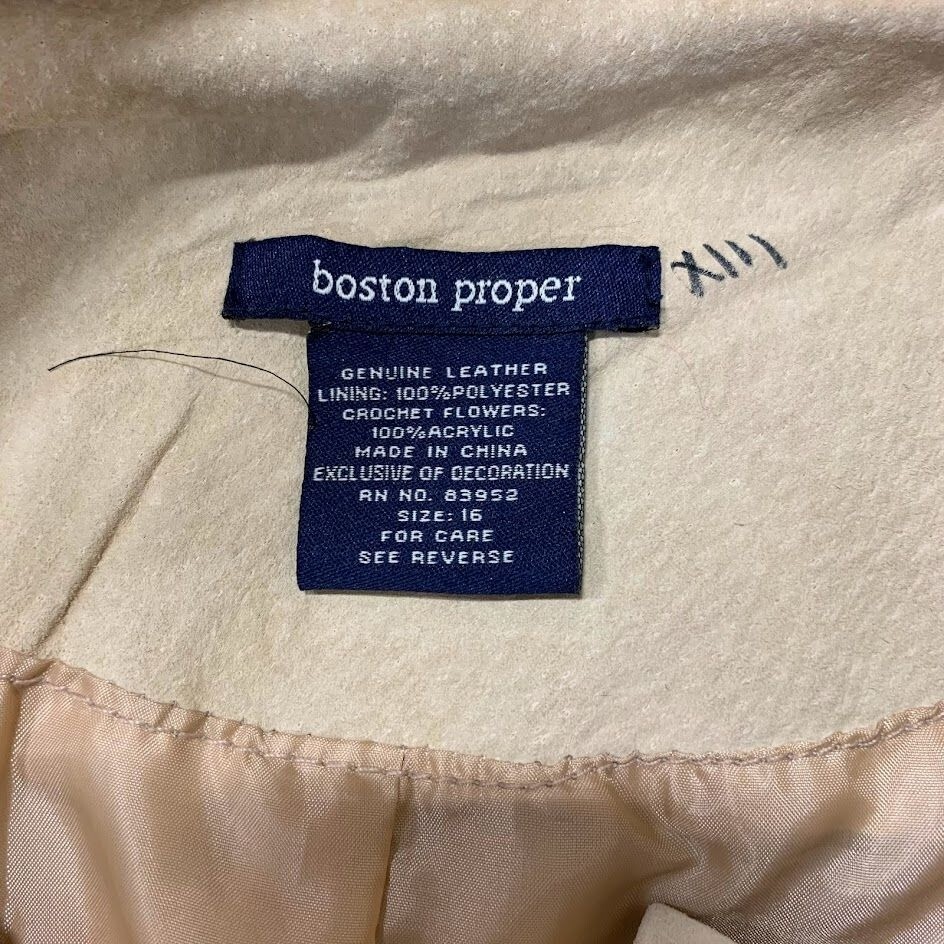 boston proper
XIII
GENUINE LEATHER
LINING: 100%POLYESTER
CROCHET FLOWERS:
100%ACRYLIC
MADE IN CHINA
EXCLUSIVE OF DECORATION
RN NO. 83952
SIZE: 16
FOR CARE
SEE REVERSE